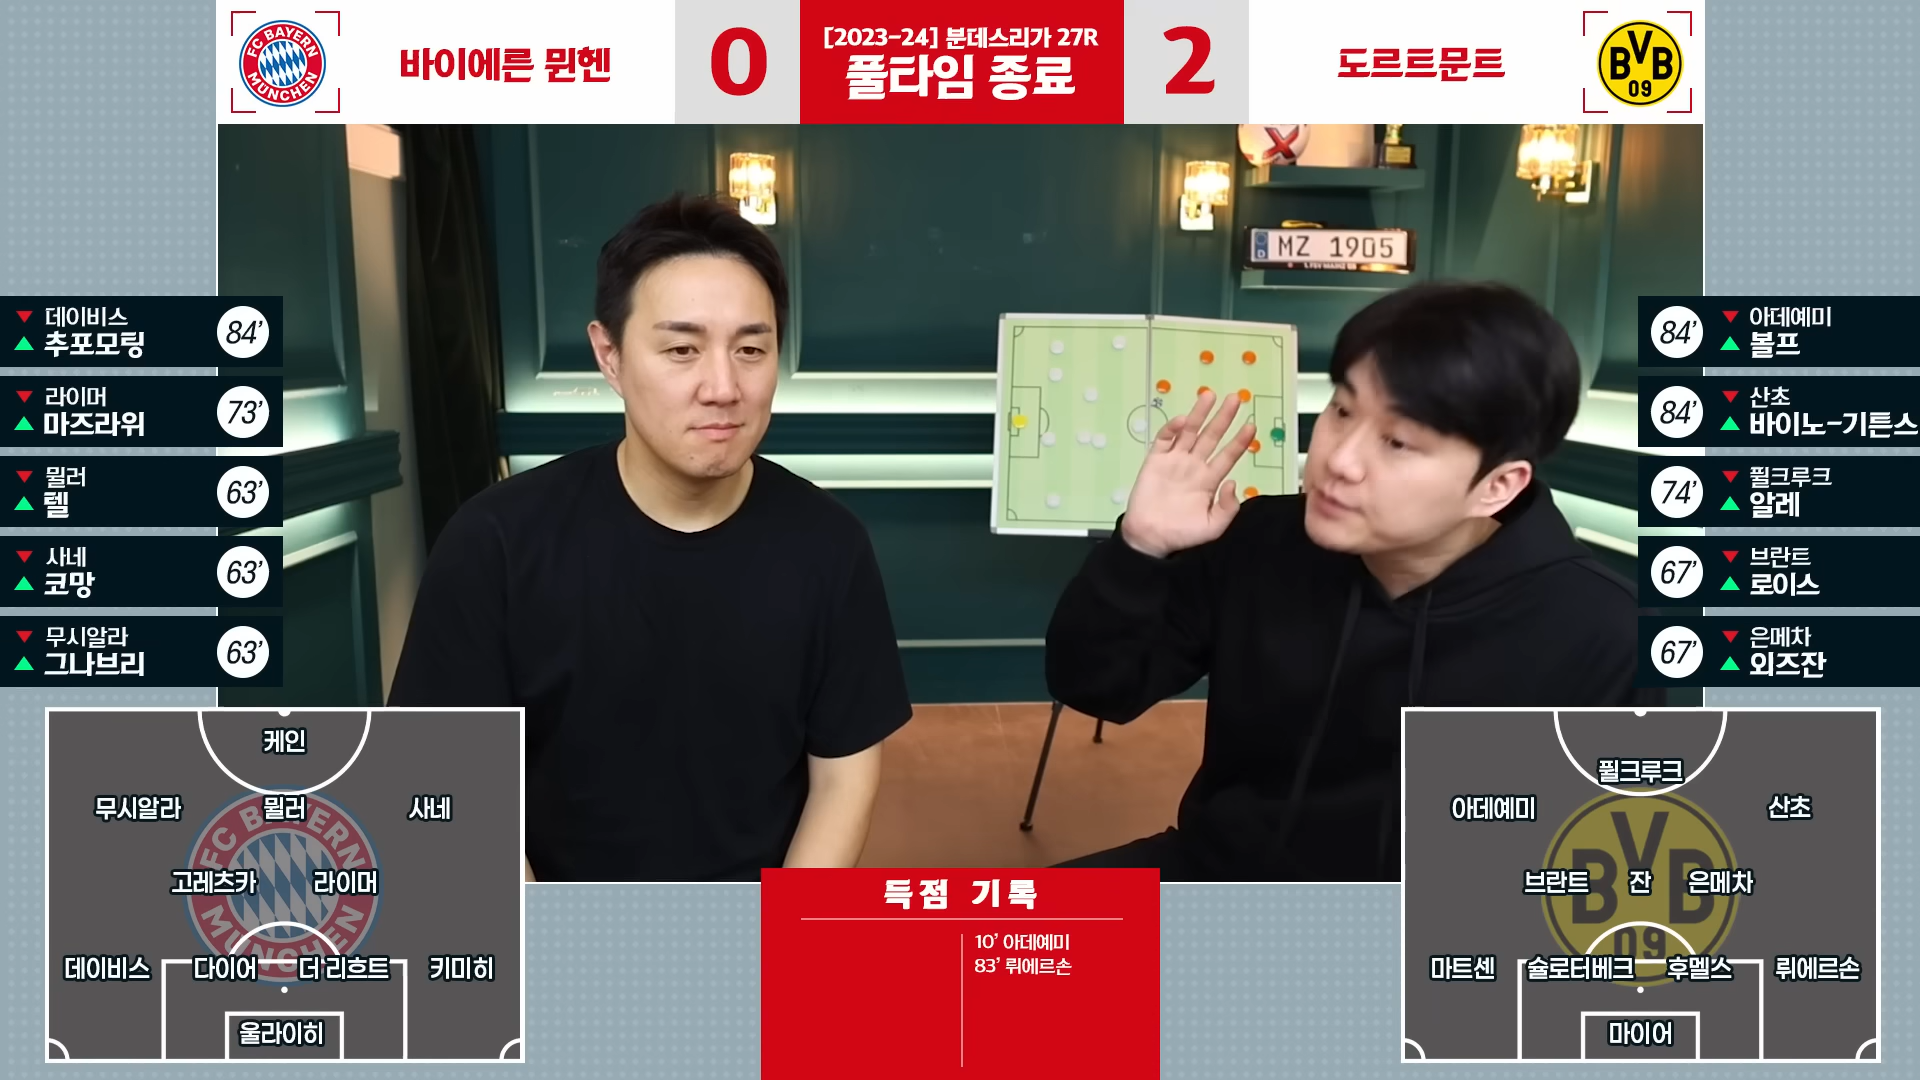 FC BAYERN
MÜNCHEN
바이에른 뮌헨
0
[2023-24] 분데스리가 27R
풀타임 종료
2
도르트문트
BVB
09
MZ 1905
데이비스
추포모팅
84’
라이머
마즈라위
73’
뮐러
텔
63’
사네
코망
63’
무시알라
그나브리
63’
84’
아데예미
볼프
84’
산초
바이노-기튼스
74’
퓔크루크
알레
67’
브란트
로이스
67’
은메차
외즈잔
케인
무시알라 뮐러 사네
고레츠카 라이머
데이비스 다이어 더 리흐트 키미히
울라이히
FC BAYERN
MÜNCHEN
득점 기록
10’ 아데예미
83’ 뤼에르손
퓔크루크
아데예미 산초
브란트 잔 은메차
마트센 슐로터베크 후멜스 뤼에르손
마이어
BVB
09